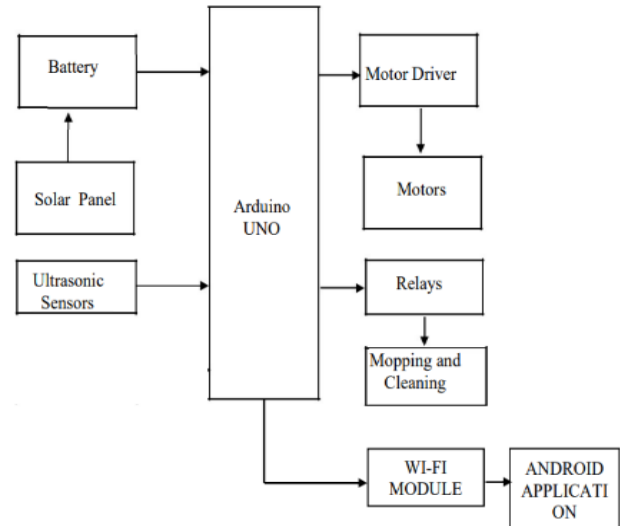 Battery
Motor Driver
Solar Panel
Motors
Arduino
UNO
Ultrasonic
Sensors
Relays
Mopping and
Cleaning
WI-FI
MODULE
ANDROID
APPLICATI
ON